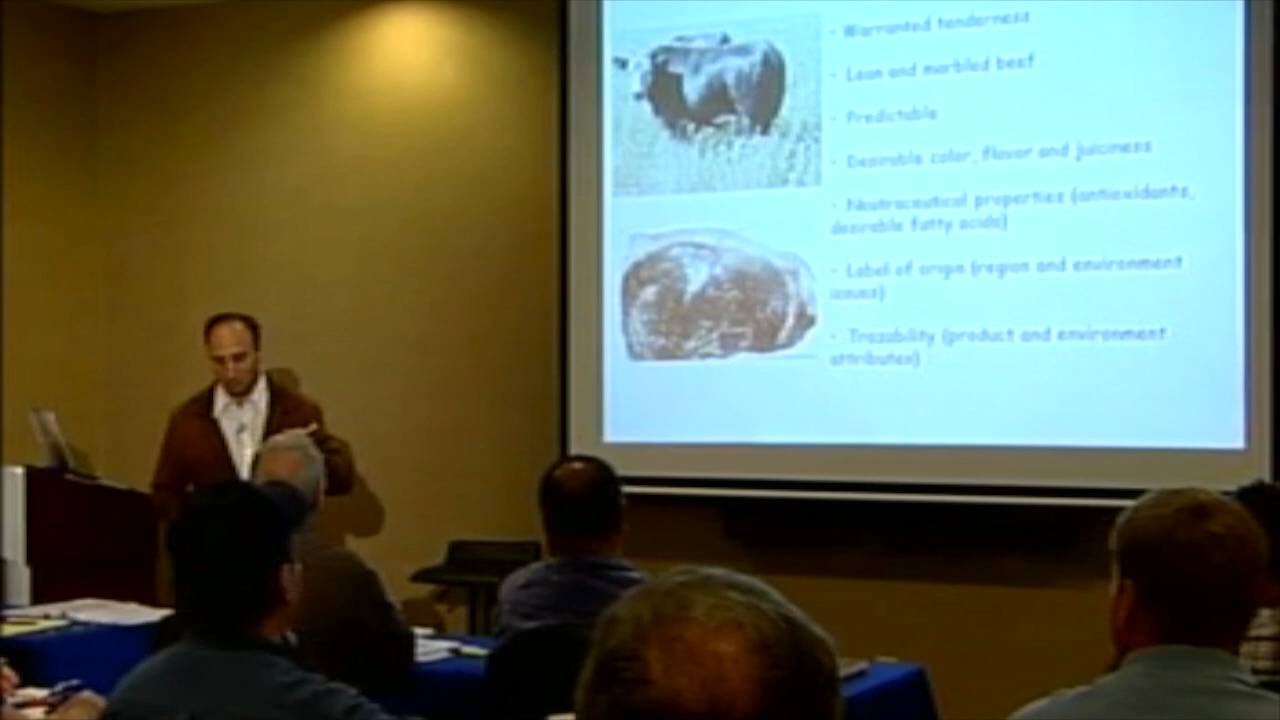 - Warranted tenderness
- Lean and marbled beef
- Predictable
- Desirable color, flavor and juiciness
- Neutraceutical properties (antioxidants,
desirable fatty acids)
- Label of origin (region and environment
issues)
- Trazability (product and environment
attributes)